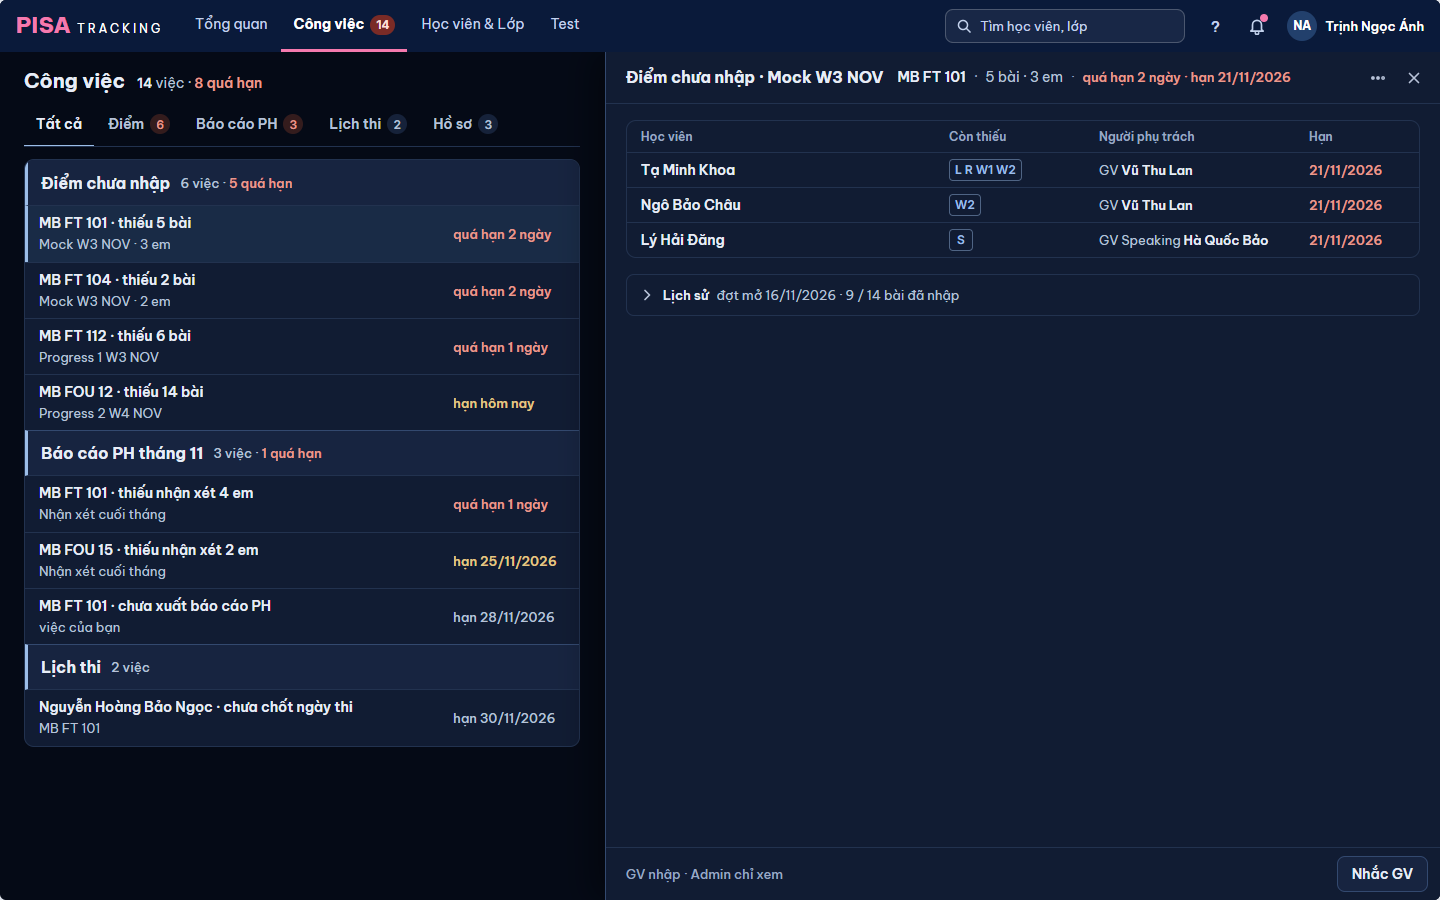 PISA TRACKING Tổng quan Công việc 14 Học viên & Lớp Test Tìm học viên, lớp ? NA Trịnh Ngọc Ánh
Công việc 14 việc · 8 quá hạn
Tất cả Điểm 6 Báo cáo PH 3 Lịch thi 2 Hồ sơ 3
Điểm chưa nhập 6 việc · 5 quá hạn
MB FT 101 · thiếu 5 bài
Mock W3 NOV · 3 em
quá hạn 2 ngày
MB FT 104 · thiếu 2 bài
Mock W3 NOV · 2 em
quá hạn 2 ngày
MB FT 112 · thiếu 6 bài
Progress 1 W3 NOV
quá hạn 1 ngày
MB FOU 12 · thiếu 14 bài
Progress 2 W4 NOV
hạn hôm nay
Báo cáo PH tháng 11 3 việc · 1 quá hạn
MB FT 101 · thiếu nhận xét 4 em
Nhận xét cuối tháng
quá hạn 1 ngày
MB FOU 15 · thiếu nhận xét 2 em
Nhận xét cuối tháng
hạn 25/11/2026
MB FT 101 · chưa xuất báo cáo PH
việc của bạn
hạn 28/11/2026
Lịch thi 2 việc
Nguyễn Hoàng Bảo Ngọc · chưa chốt ngày thi
MB FT 101
hạn 30/11/2026
Điểm chưa nhập · Mock W3 NOV MB FT 101 · 5 bài · 3 em · quá hạn 2 ngày · hạn 21/11/2026
Học viên Còn thiếu Người phụ trách Hạn
Tạ Minh Khoa L R W1 W2 GV Vũ Thu Lan 21/11/2026
Ngô Bảo Châu W2 GV Vũ Thu Lan 21/11/2026
Lý Hải Đăng S GV Speaking Hà Quốc Bảo 21/11/2026
Lịch sử đợt mở 16/11/2026 · 9 / 14 bài đã nhập
GV nhập · Admin chỉ xem Nhắc GV